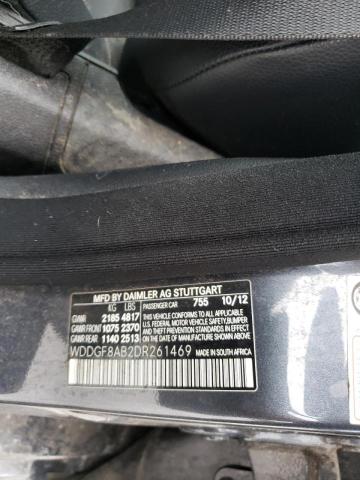 MFD BY DAIMLER AG STUTTGART
KG LBS PASSENGER CAR 755 10/12
GAWI 2185 4817
GAWR FRONT 1075 2370
GAWR REAR 1140 2513
THIS VEHICLE CONFORMS TO ALL APPLICABLE
U.S. FEDERAL MOTOR VEHICLE SAFETY, BUMPER,
AND THEFT PREVENTION STANDARDS IN EFFECT
ON THE DATE OF MANUFACTURE SHOWN ABOVE.
WDDGF8AB2DR261469
MADE IN SOUTH AFRICA